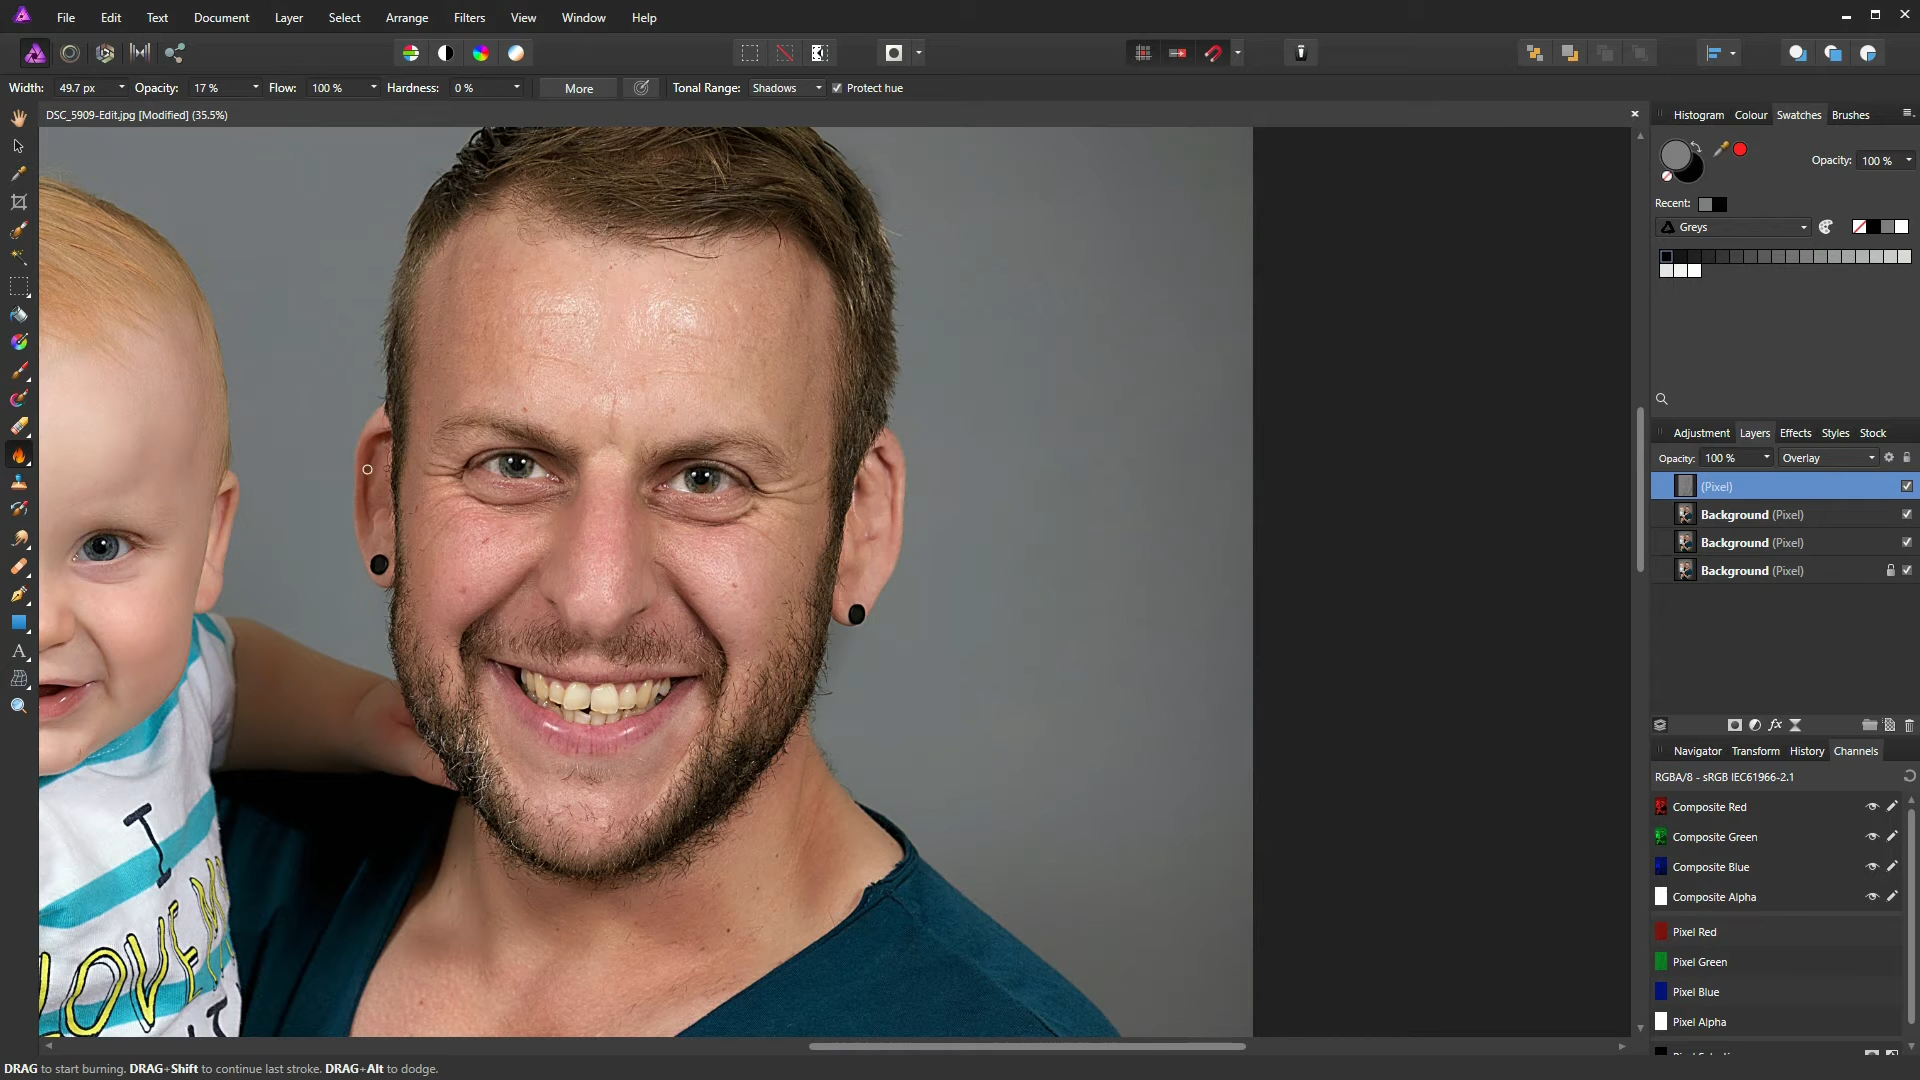 File Edit Text Document Layer Select Arrange Filters View Window Help
Width: 49.7 px Opacity: 17 % Flow: 100 % Hardness: 0 % More Tonal Range: Shadows Protect hue
DSC_5909-Edit.jpg [Modified] (35.5%)
Histogram Colour Swatches Brushes
Opacity: 100 %
Recent:
Greys
Adjustment Layers Effects Styles Stock
Opacity: 100 % Overlay
(Pixel)
Background (Pixel)
Background (Pixel)
Background (Pixel)
fx
Navigator Transform History Channels
RGBA/8 - sRGB IEC61966-2.1
Composite Red
Composite Green
Composite Blue
Composite Alpha
Pixel Red
Pixel Green
Pixel Blue
Pixel Alpha
I
LOVE M
DRAG to start burning. DRAG+Shift to continue last stroke. DRAG+Alt to dodge.